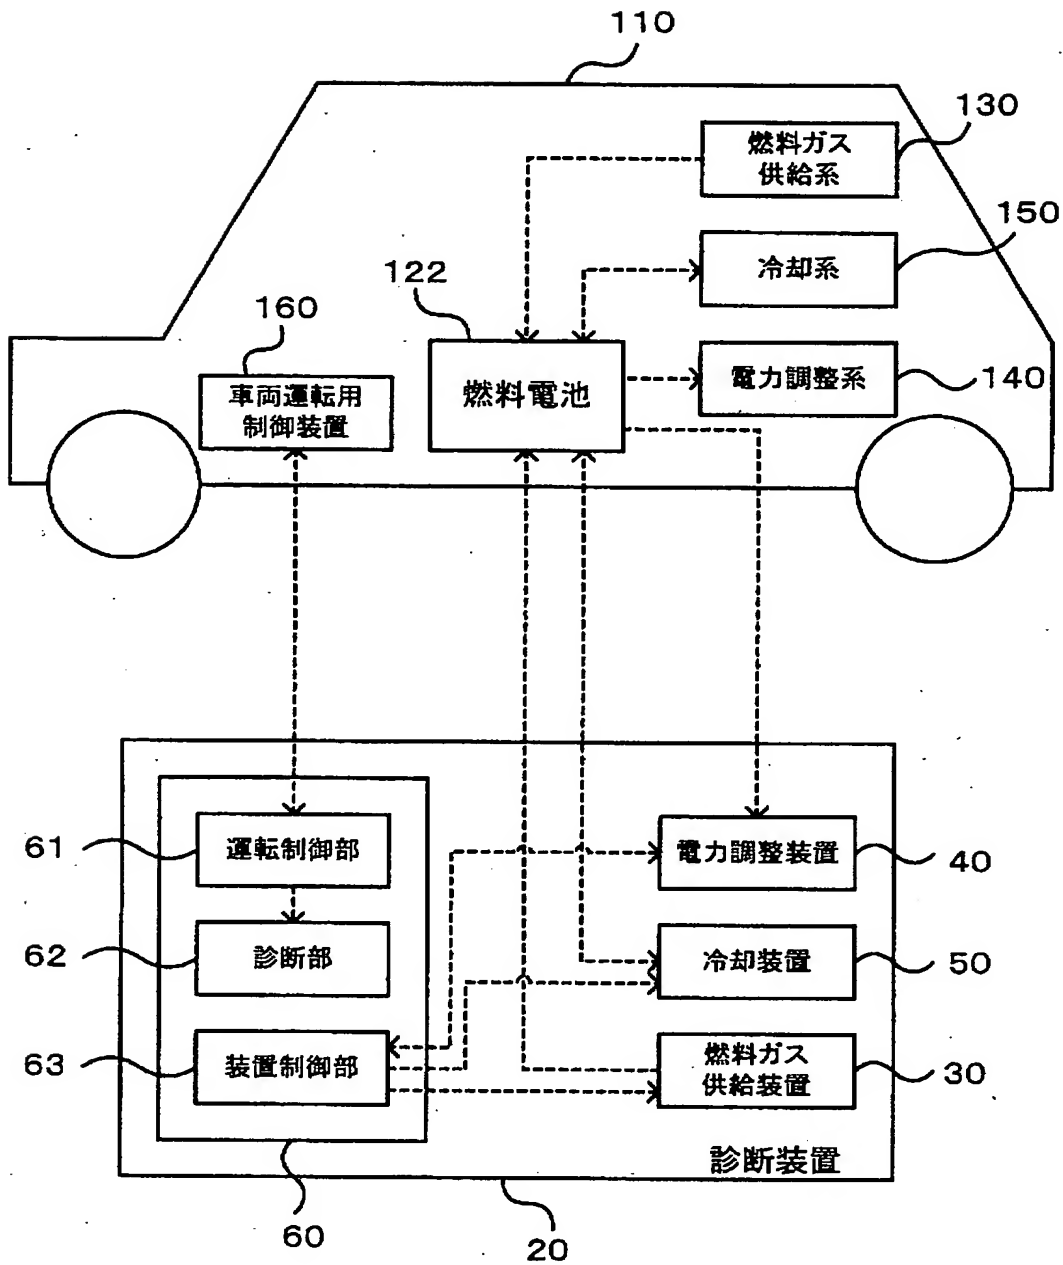 110
130
燃料ガス
供給系
150
冷却系
122
160
車両運転用
制御装置
燃料電池
電力調整系
140
61
運転制御部
電力調整装置
40
62
診断部
冷却装置
50
63
装置制御部
燃料ガス
供給装置
30
診断装置
60
20